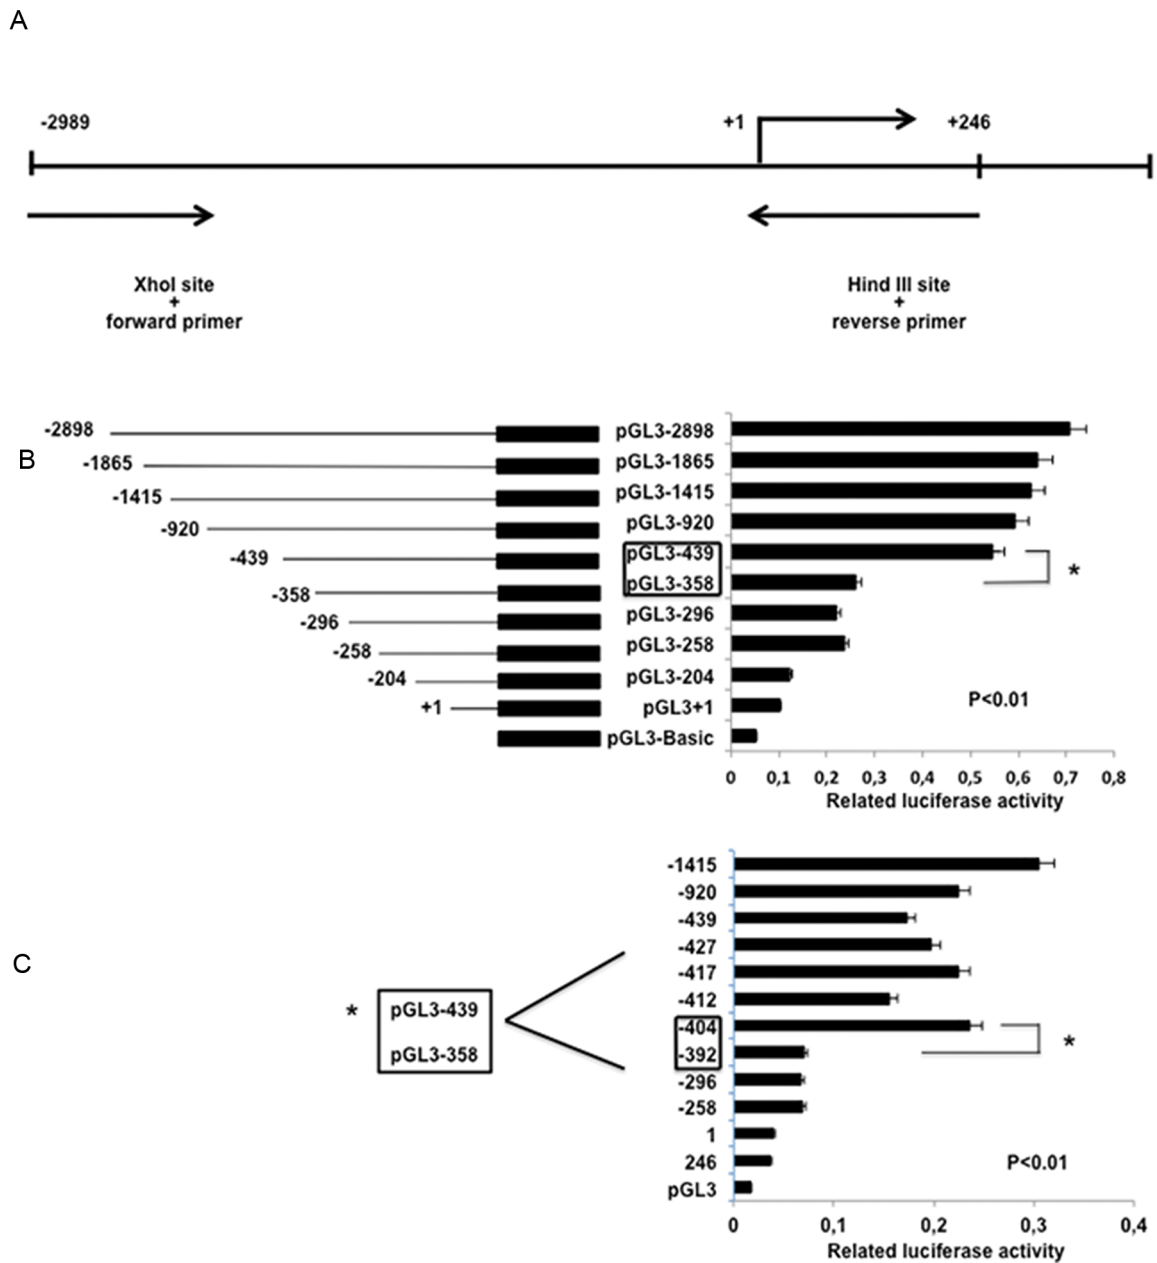 A
-2989
+1
+246
XhoI site
+
forward primer
Hind III site
+
reverse primer
B
-2898
-1865
-1415
-920
-439
-358
-296
-258
-204
+1
pGL3-2898
pGL3-1865
pGL3-1415
pGL3-920
pGL3-439
pGL3-358
pGL3-296
pGL3-258
pGL3-204
pGL3+1
pGL3-Basic
*
P<0.01
0 0,1 0,2 0,3 0,4 0,5 0,6 0,7 0,8
Related luciferase activity
C
*
pGL3-439
pGL3-358
-1415
-920
-439
-427
-417
-412
-404
-392
-296
-258
1
246
pGL3
*
P<0.01
0 0,1 0,2 0,3 0,4
Related luciferase activity